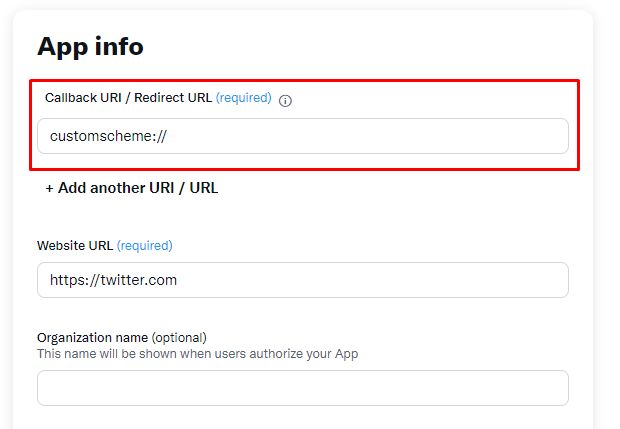 App info
Callback URI / Redirect URL (required)
customscheme://
+ Add another URI / URL
Website URL (required)
https://twitter.com
Organization name (optional)
This name will be shown when users authorize your App